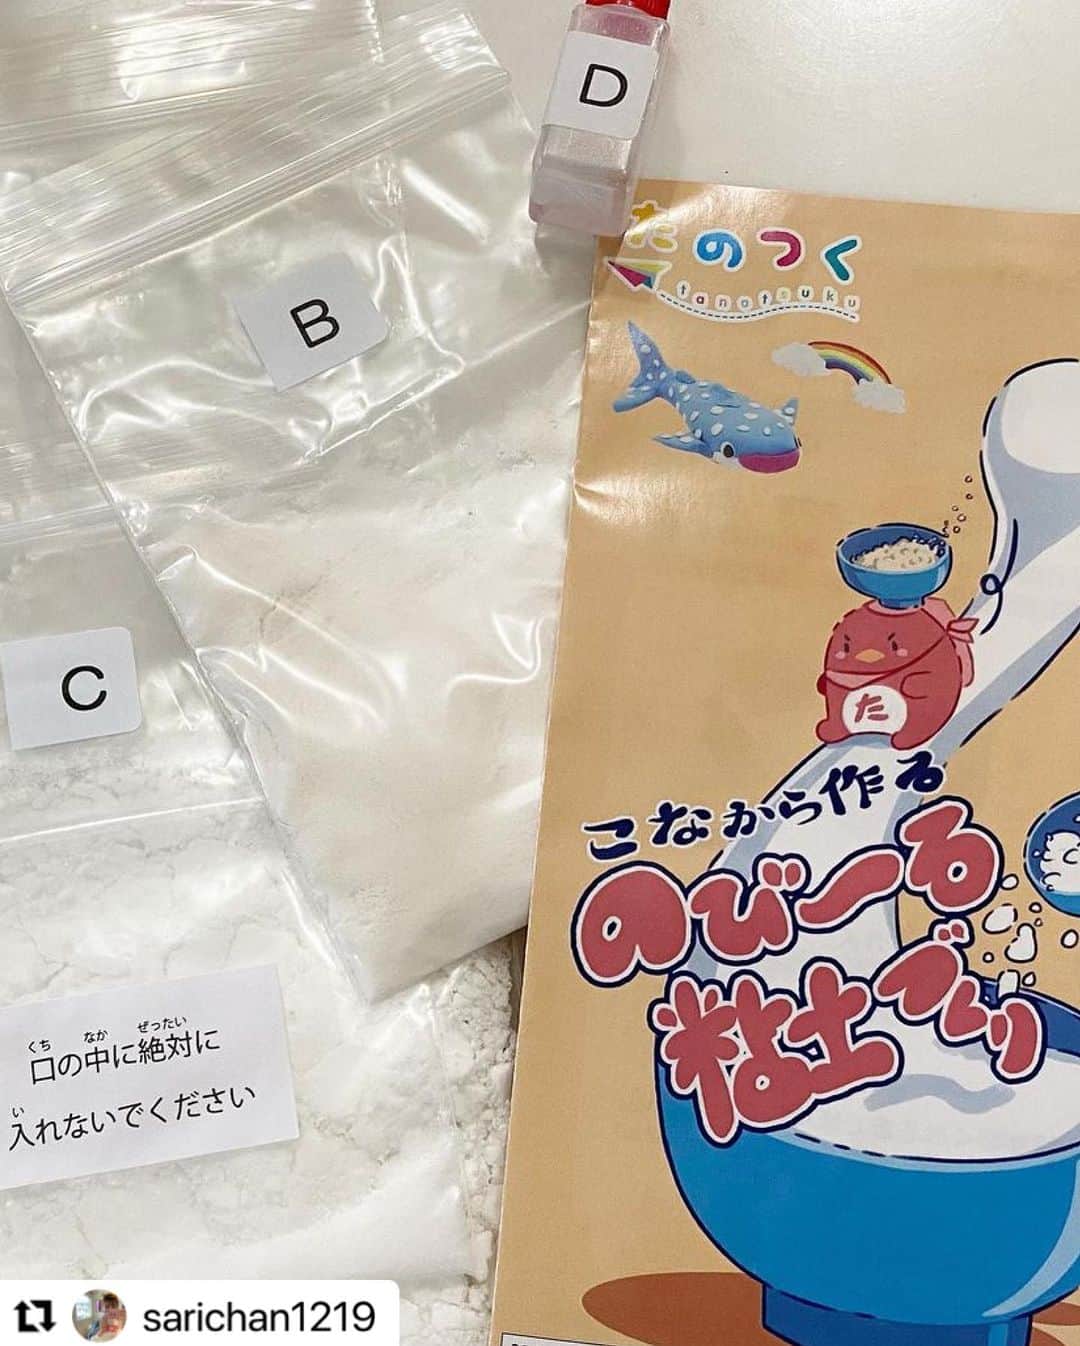 D
たのつく
tanotsuku
B
た
C
こなから作る
のび〜る
粘土づくり
口の中に絶対に
くち なか ぜったい
入れないでください
い
sarichan1219